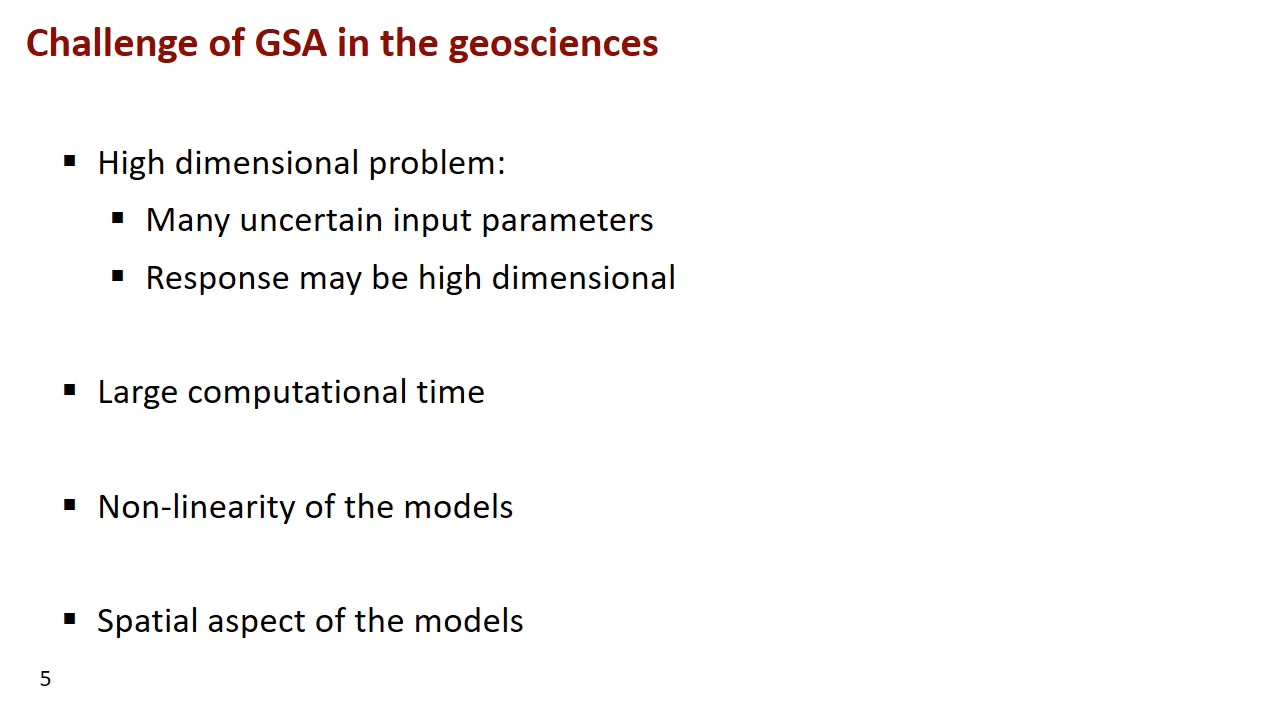 Challenge of GSA in the geosciences
▪ High dimensional problem:
▪ Many uncertain input parameters
▪ Response may be high dimensional
▪ Large computational time
▪ Non-linearity of the models
▪ Spatial aspect of the models
5